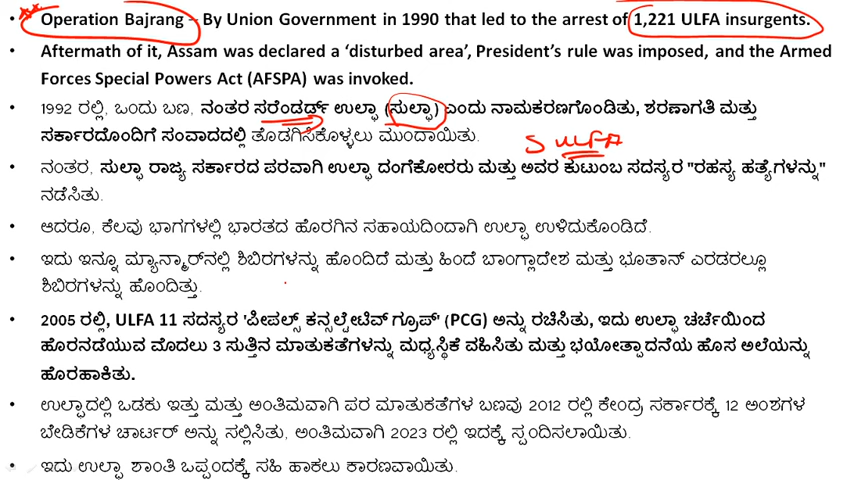 • Operation Bajrang – By Union Government in 1990 that led to the arrest of 1,221 ULFA insurgents.
• Aftermath of it, Assam was declared a ‘disturbed area’, President’s rule was imposed, and the Armed
Forces Special Powers Act (AFSPA) was invoked.
• 1992 ರಲ್ಲಿ, ಒಂದು ಬಣ, ನಂತರ ಸರೆಂಡರ್ಡ್ ಉಲ್ಫಾ (ಸುಲ್ಫಾ) ಎಂದು ನಾಮಕರಣಗೊಂಡಿತು, ಶರಣಾಗತಿ ಮತ್ತು
ಸರ್ಕಾರದೊಂದಿಗೆ ಸಂವಾದದಲ್ಲಿ ತೊಡಗಿಸಿಕೊಳ್ಳಲು ಮುಂದಾಯಿತು.
SULFA
• ನಂತರ, ಸುಲ್ಫಾ ರಾಜ್ಯ ಸರ್ಕಾರದ ಪರವಾಗಿ ಉಲ್ಫಾ ದಂಗೆಕೋರರು ಮತ್ತು ಅವರ ಕುಟುಂಬ ಸದಸ್ಯರ "ರಹಸ್ಯ ಹತ್ಯೆಗಳನ್ನು"
ನಡೆಸಿತು.
• ಆದರೂ, ಕೆಲವು ಭಾಗಗಳಲ್ಲಿ ಭಾರತದ ಹೊರಗಿನ ಸಹಾಯದಿಂದಾಗಿ ಉಲ್ಫಾ ಉಳಿದುಕೊಂಡಿದೆ.
• ಇದು ಇನ್ನೂ ಮ್ಯಾನ್ಮಾರ್‌ನಲ್ಲಿ ಶಿಬಿರಗಳನ್ನು ಹೊಂದಿದೆ ಮತ್ತು ಹಿಂದೆ ಬಾಂಗ್ಲಾದೇಶ ಮತ್ತು ಭೂತಾನ್ ಎರಡರಲ್ಲೂ
ಶಿಬಿರಗಳನ್ನು ಹೊಂದಿತ್ತು.
• 2005 ರಲ್ಲಿ, ULFA 11 ಸದಸ್ಯರ 'ಪೀಪಲ್ಸ್ ಕನ್ಸಲ್ಟೇಟಿವ್ ಗ್ರೂಪ್' (PCG) ಅನ್ನು ರಚಿಸಿತು, ಇದು ಉಲ್ಫಾ ಚರ್ಚೆಯಿಂದ
ಹೊರನಡೆಯುವ ಮೊದಲು 3 ಸುತ್ತಿನ ಮಾತುಕತೆಗಳನ್ನು ಮಧ್ಯಸ್ಥಿಕೆ ವಹಿಸಿತು ಮತ್ತು ಭಯೋತ್ಪಾದನೆಯ ಹೊಸ ಅಲೆಯನ್ನು
ಹೊರಹಾಕಿತು.
• ಉಲ್ಫಾದಲ್ಲಿ ಒಡಕು ಇತ್ತು ಮತ್ತು ಅಂತಿಮವಾಗಿ ಪರ ಮಾತುಕತೆಗಳ ಬಣವು 2012 ರಲ್ಲಿ ಕೇಂದ್ರ ಸರ್ಕಾರಕ್ಕೆ 12 ಅಂಶಗಳ
ಬೇಡಿಕೆಗಳ ಚಾರ್ಟರ್ ಅನ್ನು ಸಲ್ಲಿಸಿತು, ಅಂತಿಮವಾಗಿ 2023 ರಲ್ಲಿ ಇದಕ್ಕೆ ಸ್ಪಂದಿಸಲಾಯಿತು.
• ಇದು ಉಲ್ಫಾ ಶಾಂತಿ ಒಪ್ಪಂದಕ್ಕೆ ಸಹಿ ಹಾಕಲು ಕಾರಣವಾಯಿತು.